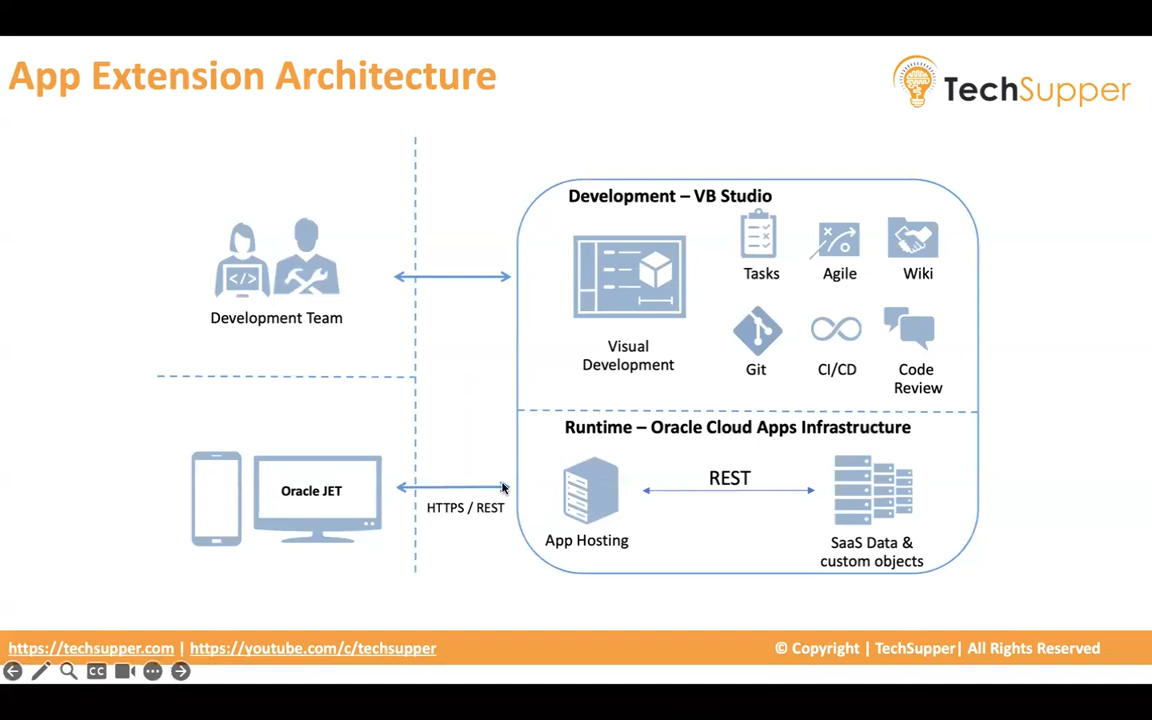 App Extension Architecture
TechSupper
Development – VB Studio
Tasks
Agile
Wiki
</>
Development Team
Visual
Development
Git
CI/CD
Code
Review
Runtime – Oracle Cloud Apps Infrastructure
Oracle JET
HTTPS / REST
REST
App Hosting
SaaS Data &
custom objects
https://techsupper.com | https://youtube.com/c/techsupper
© Copyright | TechSupper| All Rights Reserved
CC